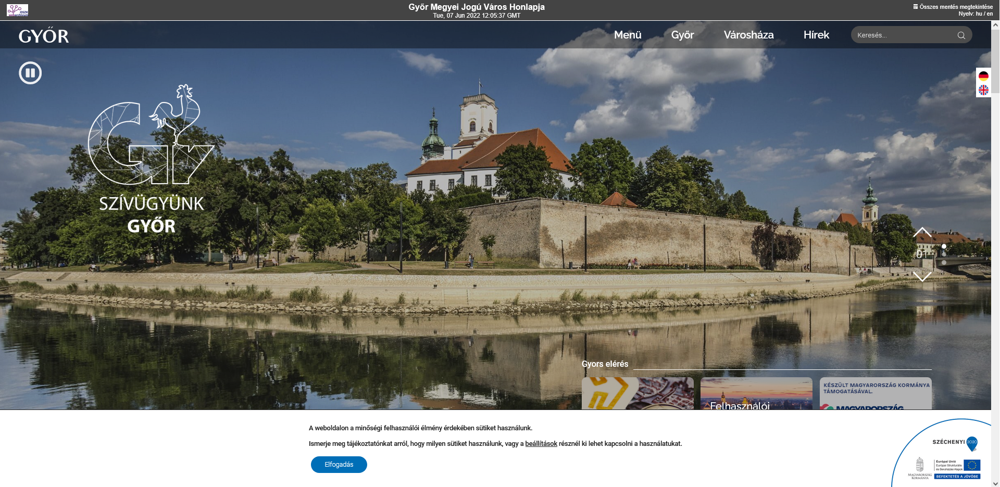 OSZK
webarchívum
Győr Megyei Jogú Város Honlapja
Tue, 07 Jun 2022 12:05:37 GMT
Összes mentés megtekintése
Nyelv: hu / en
GYŐR
Menü
Győr
Városháza
Hírek
Keresés...
Gy
SZÍVÜGYÜNK
GYŐR
01
Gyors elérés
Felhasználói
KÉSZÜLT MAGYARORSZÁG KORMÁNYA
TÁMOGATÁSÁVAL.
MAGYARORSZÁG
A weboldalon a minőségi felhasználói élmény érdekében sütiket használunk.
Ismerje meg tájékoztatónkat arról, hogy milyen sütiket használunk, vagy a beállítások résznél ki lehet kapcsolni a használatukat.
Elfogadás
SZÉCHENYI 2020
MAGYARORSZÁG
KORMÁNYA
Európai Unió
Európai Strukturális
és Beruházási Alapok
BEFEKTETÉS A JÖVŐBE